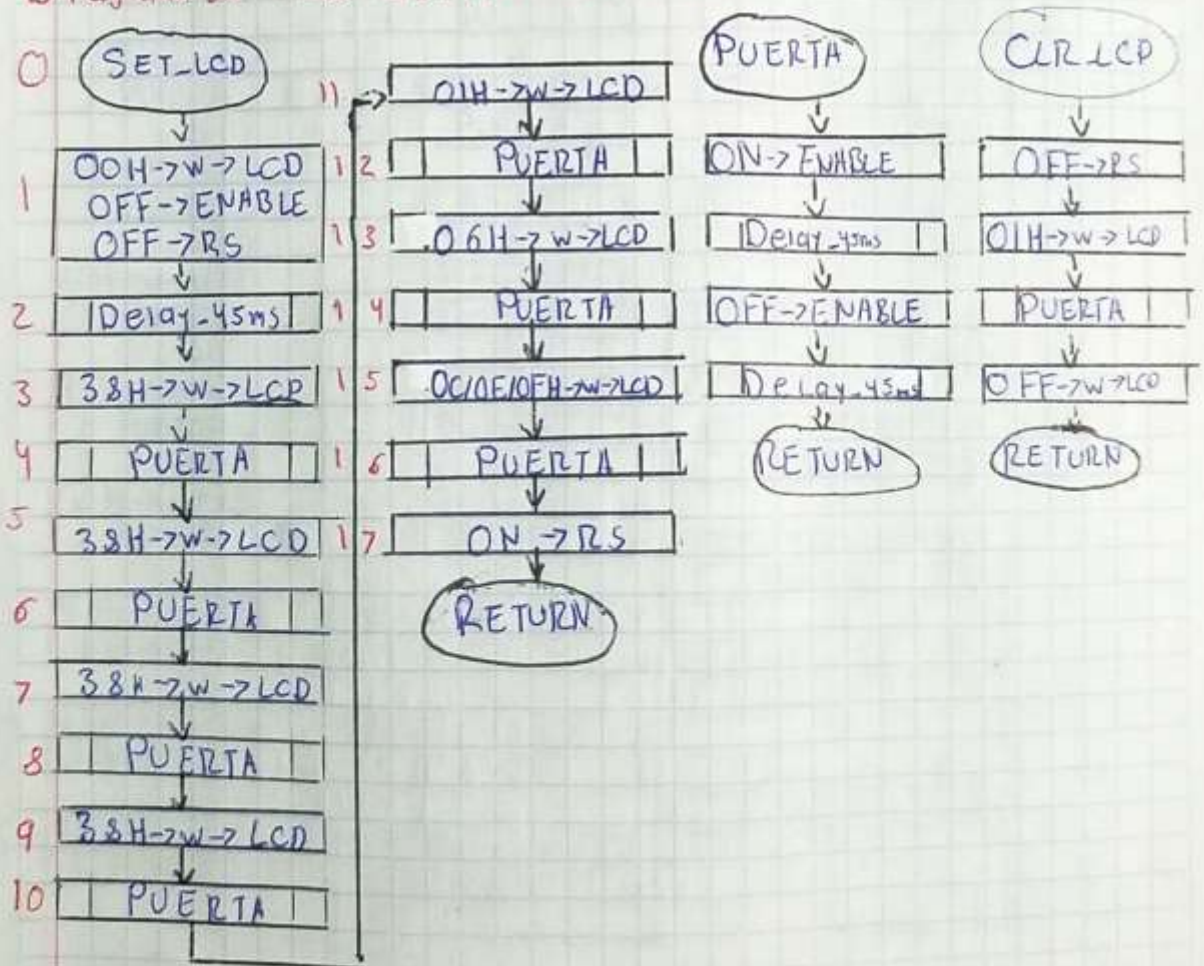 0 SET_LCD
1 00H->W->LCD
OFF->ENABLE
OFF->RS
2 Delay_45ms
3 38H->W->LCD
4 PUERTA
5 38H->W->LCD
6 PUERTA
7 38H->W->LCD
8 PUERTA
9 38H->W->LCD
10 PUERTA
11 01H->W->LCD
12 PUERTA
13 .06H->W->LCD
14 PUERTA
15 0C/0E/0FH->W->LCD
16 PUERTA
17 ON->RS
RETURN
PUERTA
ON->ENABLE
Delay_45ms
OFF->ENABLE
Delay_45ms
RETURN
CLR_LCD
OFF->RS
01H->W->LCD
PUERTA
OFF->W->LCD
RETURN